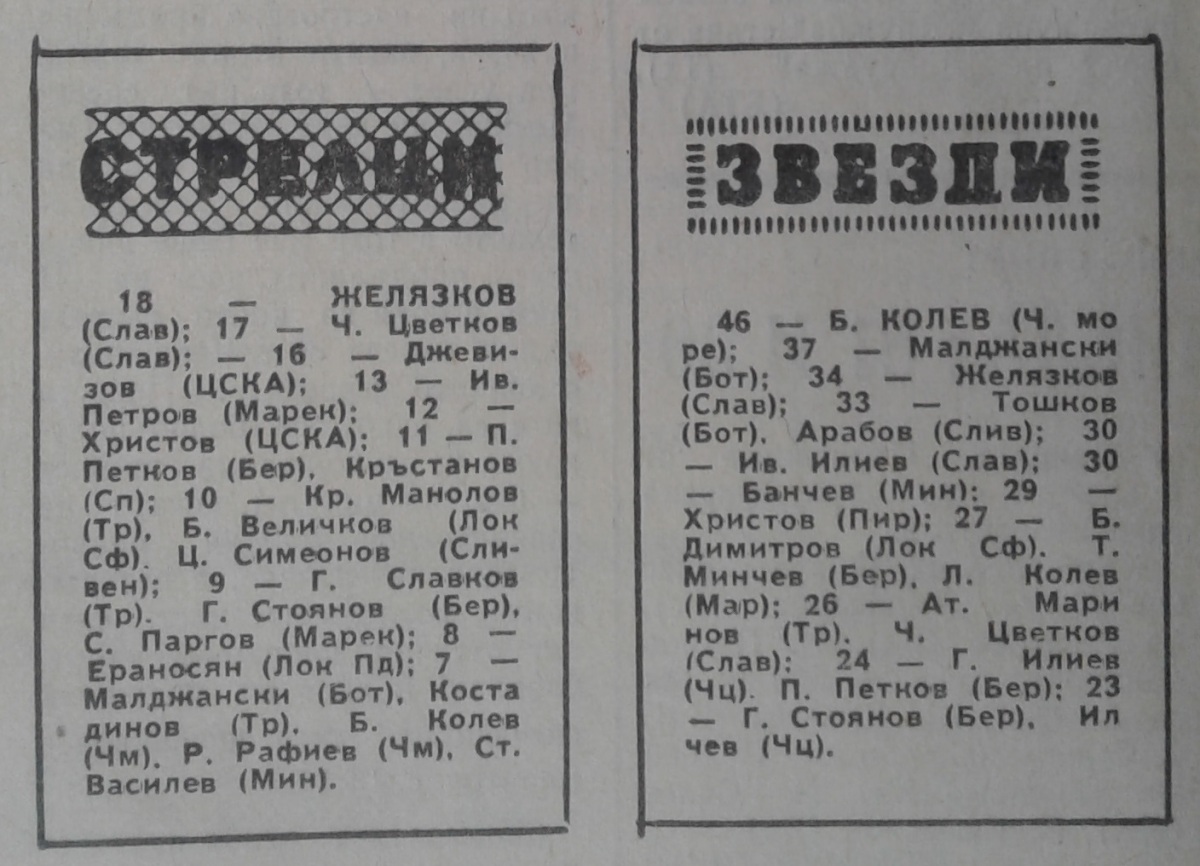 СТРЕЛЦИ
18 — ЖЕЛЯЗКОВ
(Слав); 17 — Ч. Цветков
(Слав); — 16 — Джеви-
зов (ЦСКА); 13 — Ив.
Петров (Марек); 12 —
Христов (ЦСКА); 11 — П.
Петков (Бер), Кръстанов
(Сп); 10 — Кр. Манолов
(Тр), Б. Величков (Лок
Сф). Ц. Симеонов (Сли-
вен); 9 — Г. Славков
(Тр). Г. Стоянов (Бер),
С. Паргов (Марек); 8 —
Ераносян (Лок Пд); 7 —
Малджански (Бот), Коста
динов (Тр), Б. Колев
(Чм), Р. Рафиев (Чм), Ст.
Василев (Мин).
ЗВЕЗДИ
46 — Б. КОЛЕВ (Ч. мо
ре); 37 — Малджански
(Бот); 34 — Желязков
(Слав); 33 — Тошков
(Бот), Арабов (Слив); 30
— Ив. Илиев (Слав); 30
— Банчев (Мин); 29 —
Христов (Пир); 27 — Б.
Димитров (Лок Сф). Т.
Минчев (Бер), Л. Колев
(Мар); 26 — Ат. Мари
нов (Тр), Ч. Цветков
(Слав); 24 — Г. Илиев
(Чц). П. Петков (Бер); 23
— Г. Стоянов (Бер), Ил
чев (Чц).